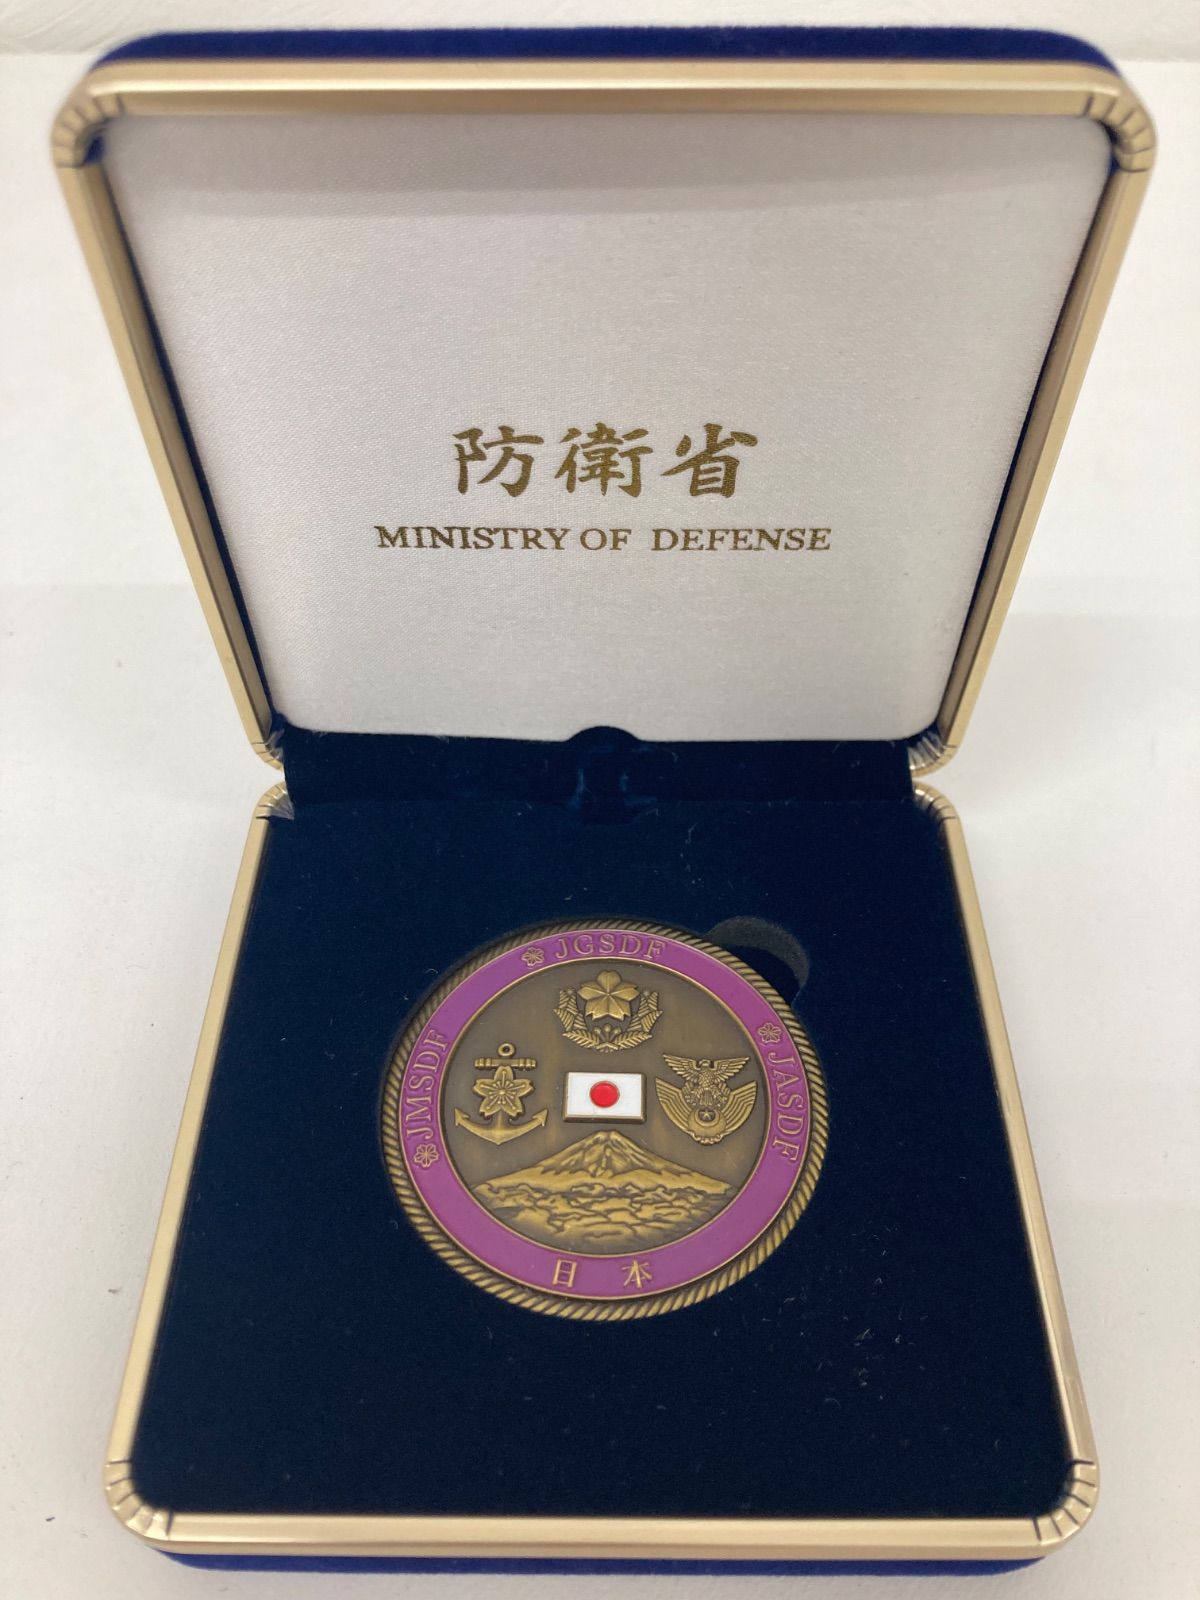 防衛省
MINISTRY OF DEFENSE
JGSDF
JMSDF
JASDF
日本